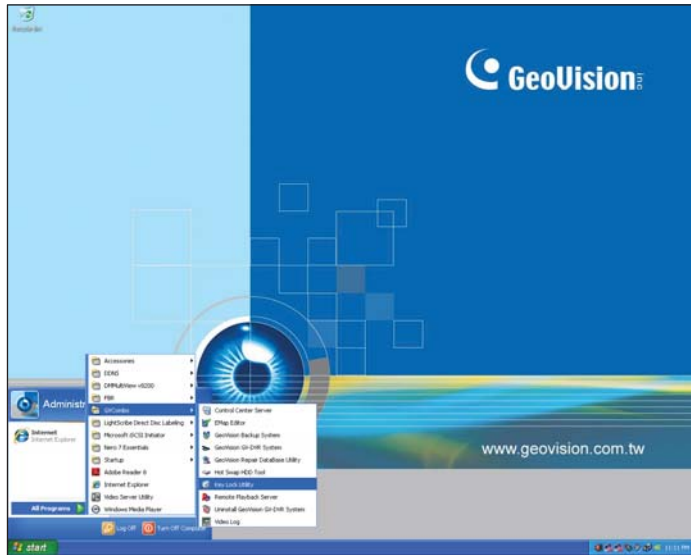 Recycle Bin
GeoVision inc
www.geovision.com.tw
Administr
Internet
Internet Explorer
All Programs
Accessories
DDNS
DMMultiView v8200
FBR
GVCombo
LightScribe Direct Disc Labeling
Microsoft iSCSI Initiator
Nero 7 Essentials
Startup
Adobe Reader 8
Internet Explorer
Video Server Utility
Windows Media Player
Control Center Server
EMap Editor
GeoVision Backup System
GeoVision GV-DVR System
GeoVision Repair Database Utility
Hot Swap HDD Tool
Key Lock Utility
Remote Playback Server
Uninstall GeoVision GV-DVR System
Video Log
Log Off
Turn Off Computer
start